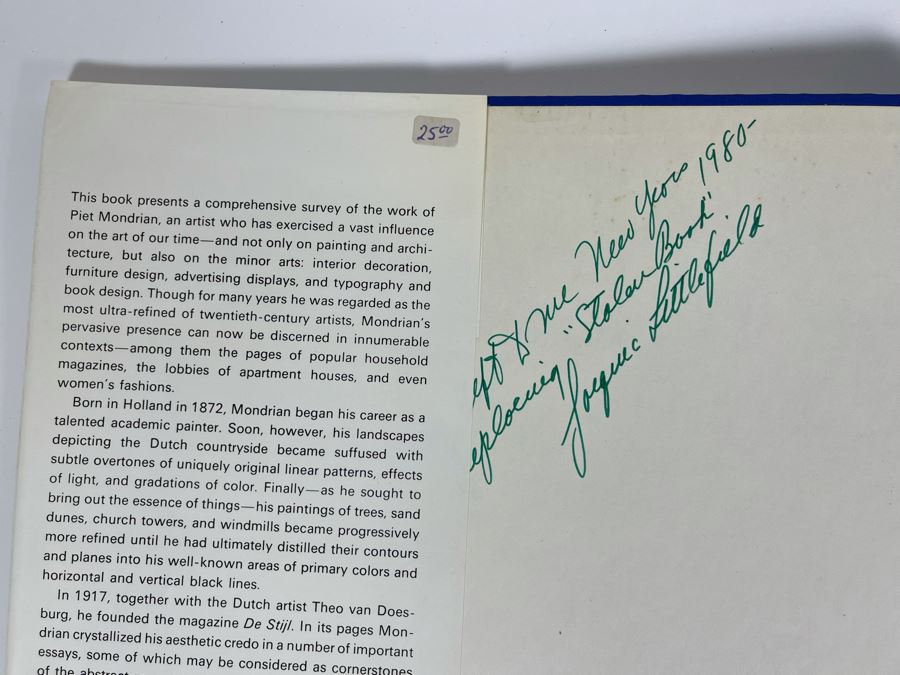 25.00
This book presents a comprehensive survey of the work of
Piet Mondrian, an artist who has exercised a vast influence
on the art of our time—and not only on painting and archi-
tecture, but also on the minor arts: interior decoration,
furniture design, advertising displays, and typography and
book design. Though for many years he was regarded as the
most ultra-refined of twentieth-century artists, Mondrian's
pervasive presence can now be discerned in innumerable
contexts—among them the pages of popular household
magazines, the lobbies of apartment houses, and even
women's fashions.
Born in Holland in 1872, Mondrian began his career as a
talented academic painter. Soon, however, his landscapes
depicting the Dutch countryside became suffused with
subtle overtones of uniquely original linear patterns, effects
of light, and gradations of color. Finally—as he sought to
bring out the essence of things—his paintings of trees, sand
dunes, church towers, and windmills became progressively
more refined until he had ultimately distilled their contours
and planes into his well-known areas of primary colors and
horizontal and vertical black lines.
In 1917, together with the Dutch artist Theo van Does-
burg, he founded the magazine De Stijl. In its pages Mon-
drian crystallized his aesthetic credo in a number of important
essays, some of which may be considered as cornerstones
of the abstract
me New Years 1980-
"Stolen Book"
Littlefield